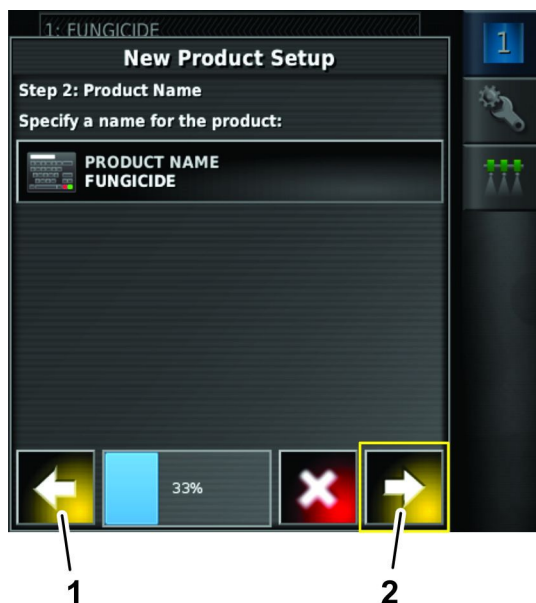 1: FUNGICIDE
1
New Product Setup
Step 2: Product Name
Specify a name for the product:
PRODUCT NAME
FUNGICIDE
33%
1
2